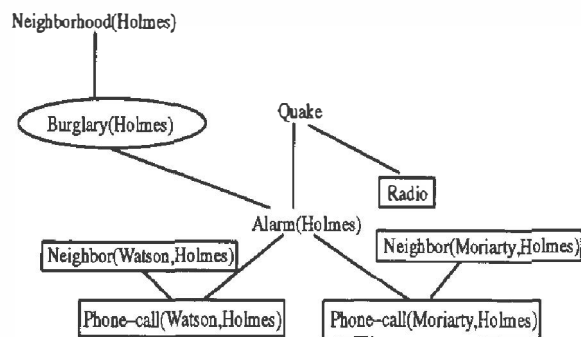 Neighborhood(Holmes)
Burglary(Holmes)
Quake
Radio
Alarm(Holmes)
Neighbor(Watson,Holmes)
Neighbor(Moriarty,Holmes)
Phone-call(Watson,Holmes)
Phone-call(Moriarty,Holmes)